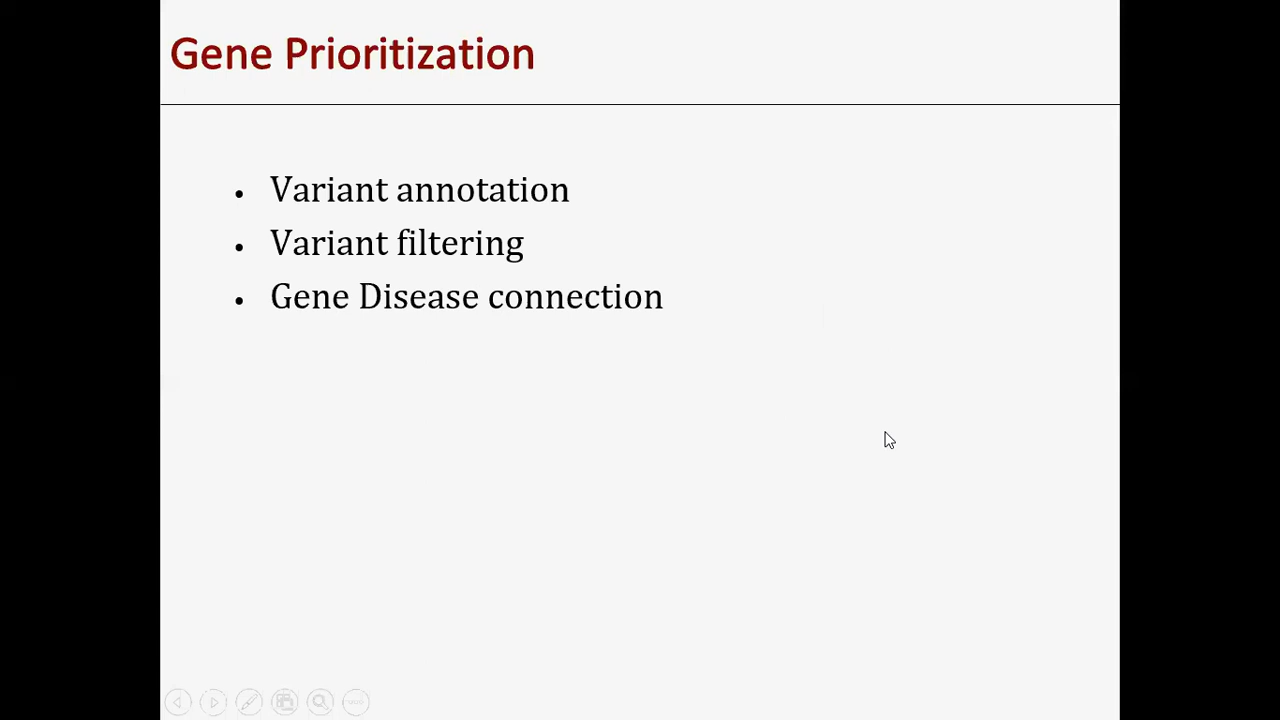 Gene Prioritization
• Variant annotation
• Variant filtering
• Gene Disease connection